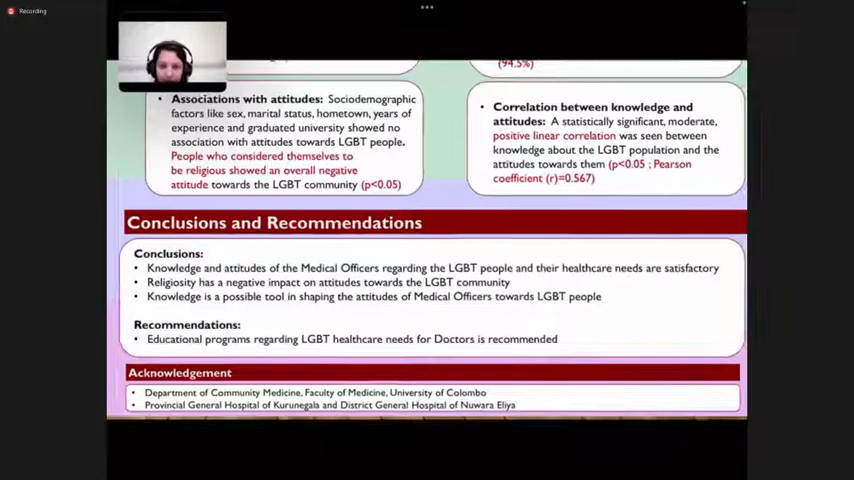 Recording
(94.5%)
• Associations with attitudes: Sociodemographic
factors like sex, marital status, hometown, years of
experience and graduated university showed no
association with attitudes towards LGBT people.
People who considered themselves to
be religious showed an overall negative
attitude towards the LGBT community (p<0.05)
• Correlation between knowledge and
attitudes: A statistically significant, moderate,
positive linear correlation was seen between
knowledge about the LGBT population and the
attitudes towards them (p<0.05 ; Pearson
coefficient (r)=0.567)
Conclusions and Recommendations
Conclusions:
• Knowledge and attitudes of the Medical Officers regarding the LGBT people and their healthcare needs are satisfactory
• Religiosity has a negative impact on attitudes towards the LGBT community
• Knowledge is a possible tool in shaping the attitudes of Medical Officers towards LGBT people
Recommendations:
• Educational programs regarding LGBT healthcare needs for Doctors is recommended
Acknowledgement
• Department of Community Medicine, Faculty of Medicine, University of Colombo
• Provincial General Hospital of Kurunegala and District General Hospital of Nuwara Eliya